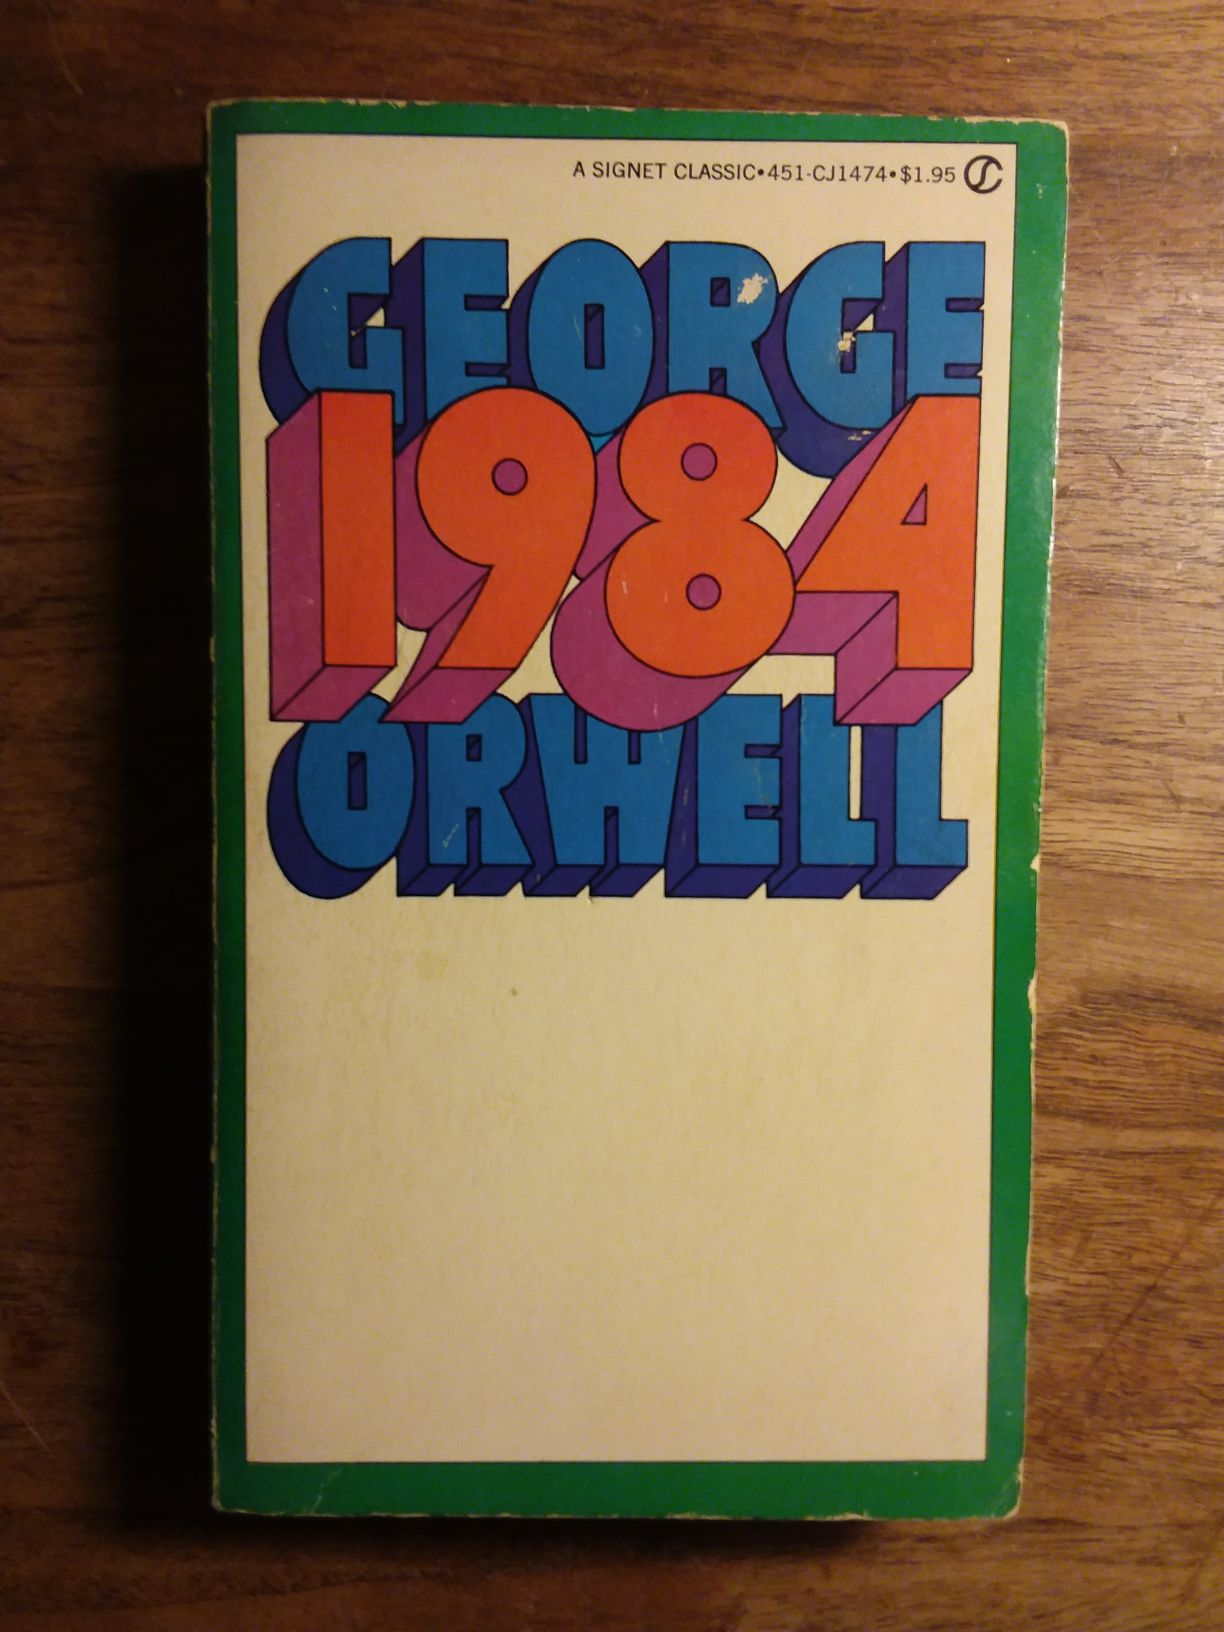 A SIGNET CLASSIC•451-CJ1474•$1.95
GEORGE
1984
ORWELL